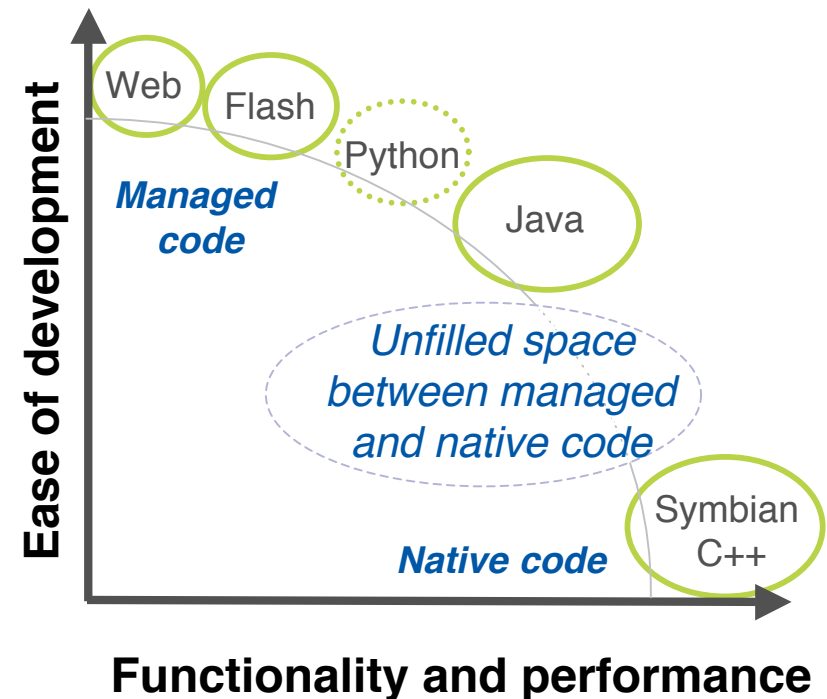 Ease of development
Web
Flash
Python
Java
Managed
code
Unfilled space
between managed
and native code
Symbian
C++
Native code
Functionality and performance